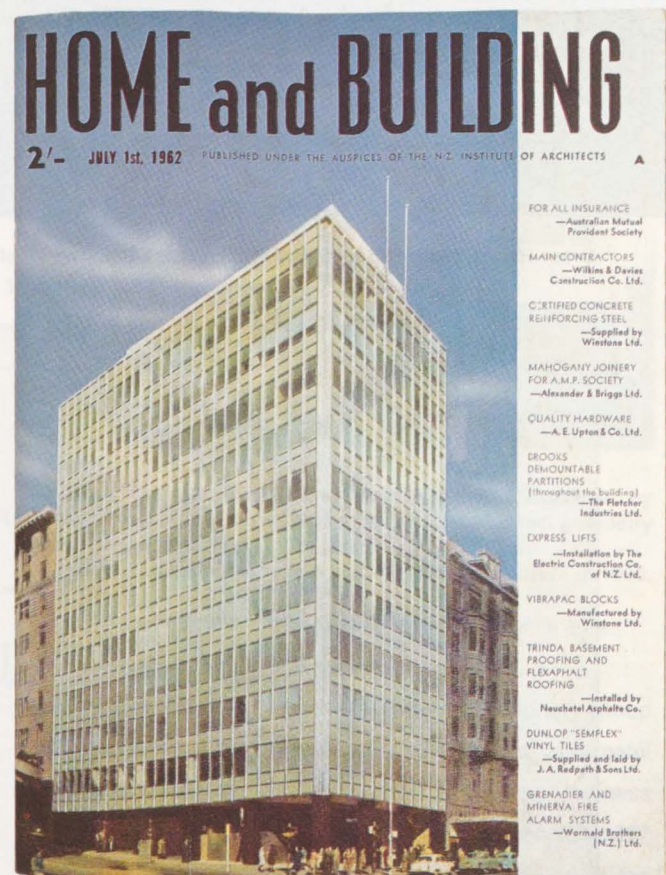 HOME and BUILDING
2/- JULY 1st, 1962 PUBLISHED UNDER THE AUSPICES OF THE N.Z. INSTITUTE OF ARCHITECTS A
FOR ALL INSURANCE
—Australian Mutual
Provident Society
MAIN CONTRACTORS
—Wilkins & Davies
Construction Co. Ltd.
CERTIFIED CONCRETE
REINFORCING STEEL
—Supplied by
Winstone Ltd.
MAHOGANY JOINERY
FOR A.M.P. SOCIETY
—Alexander & Briggs Ltd.
QUALITY HARDWARE
—A. E. Upton & Co. Ltd.
BROOKS
DEMOUNTABLE
PARTITIONS
(throughout the building)
—The Fletcher
Industries Ltd.
EXPRESS LIFTS
—Installation by The
Electric Construction Co.
of N.Z. Ltd.
VIBRAPAC BLOCKS
—Manufactured by
Winstone Ltd.
TRINDA BASEMENT
PROOFING AND
FLEXAPHALT
ROOFING
—Installed by
Neuchatel Asphalte Co.
DUNLOP "SEMFLEX"
VINYL TILES
—Supplied and laid by
J. A. Redpath & Sons Ltd.
GRENADIER AND
MINERVA FIRE
ALARM SYSTEMS
—Wormald Brothers
(N.Z.) Ltd.